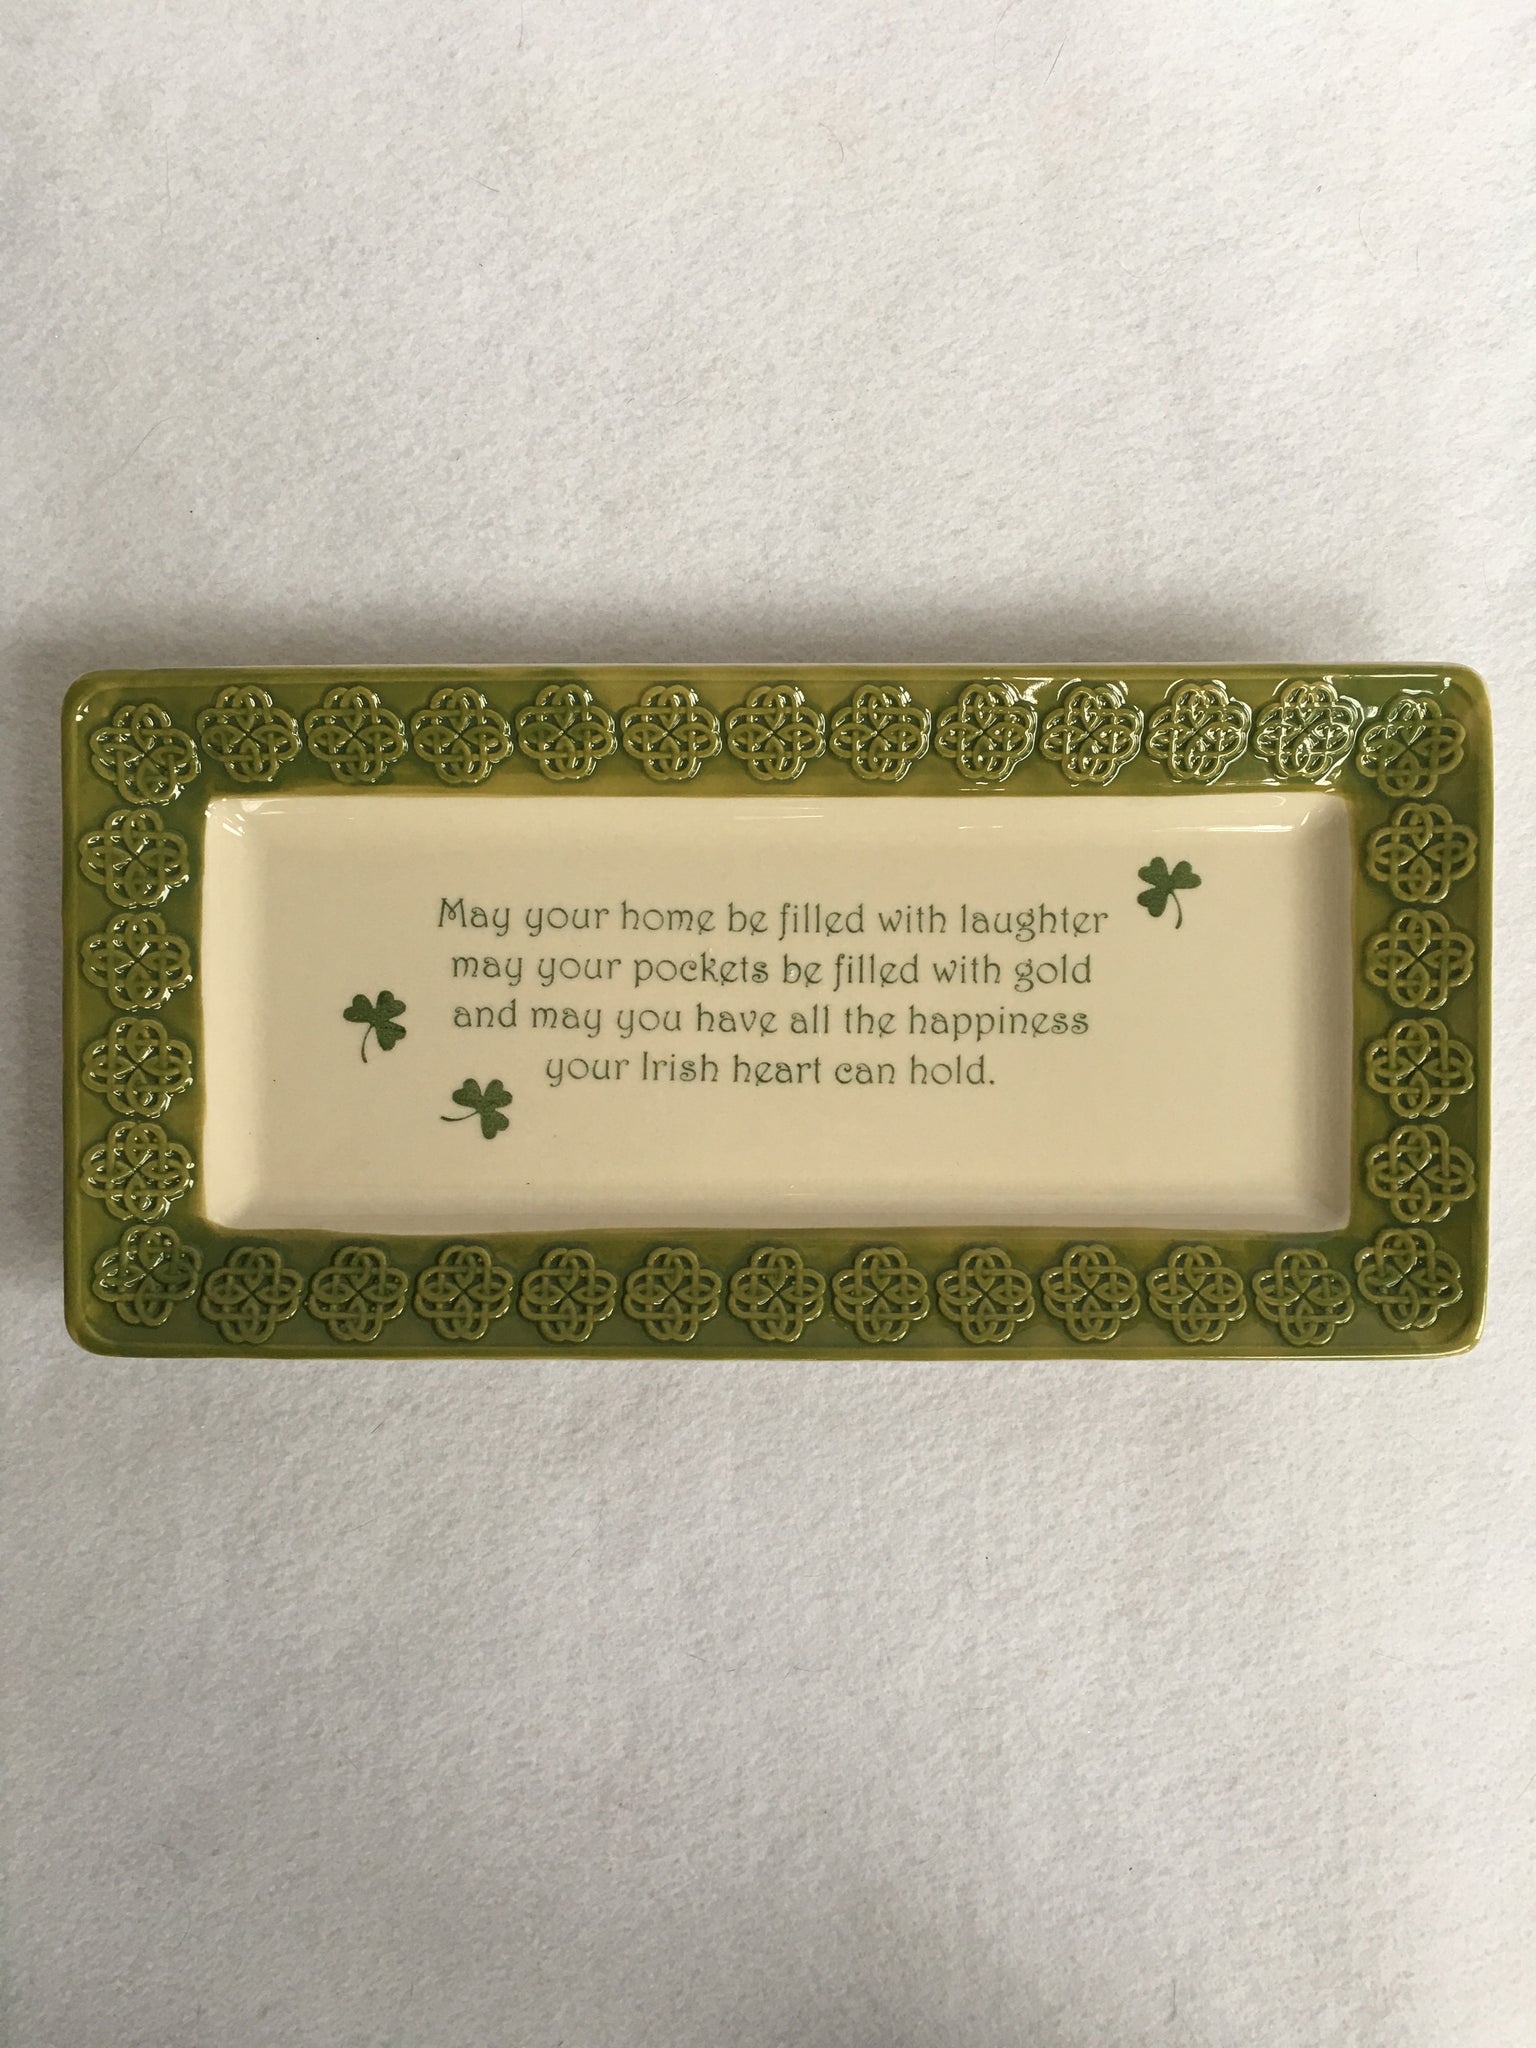 May your home be filled with laughter
may your pockets be filled with gold
and may you have all the happiness
your Irish heart can hold.